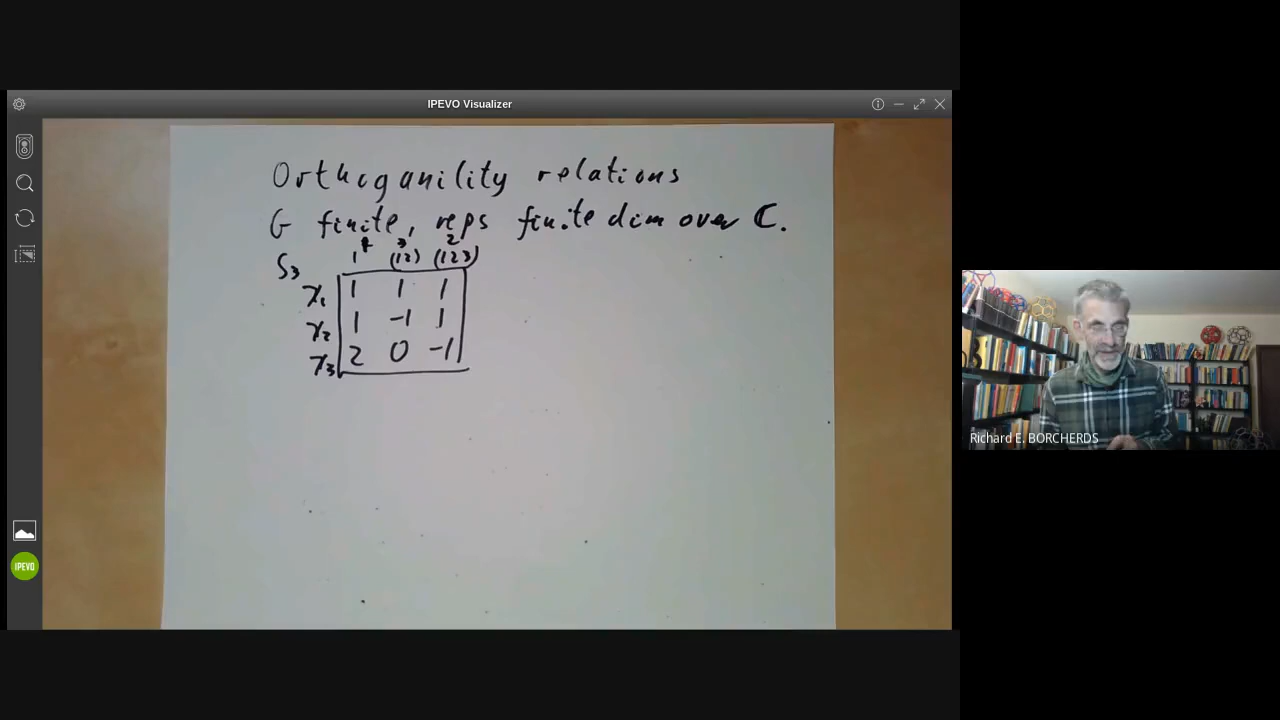 IPEVO Visualizer
Orthoganility relations
G finite, reps finite dim over ℂ.
1 3 2
S₃ 1 (12) (123)
χ₁ 1 1 1
χ₂ 1 -1 1
χ₃ 2 0 -1
Richard E. BORCHERDS
IPEVO